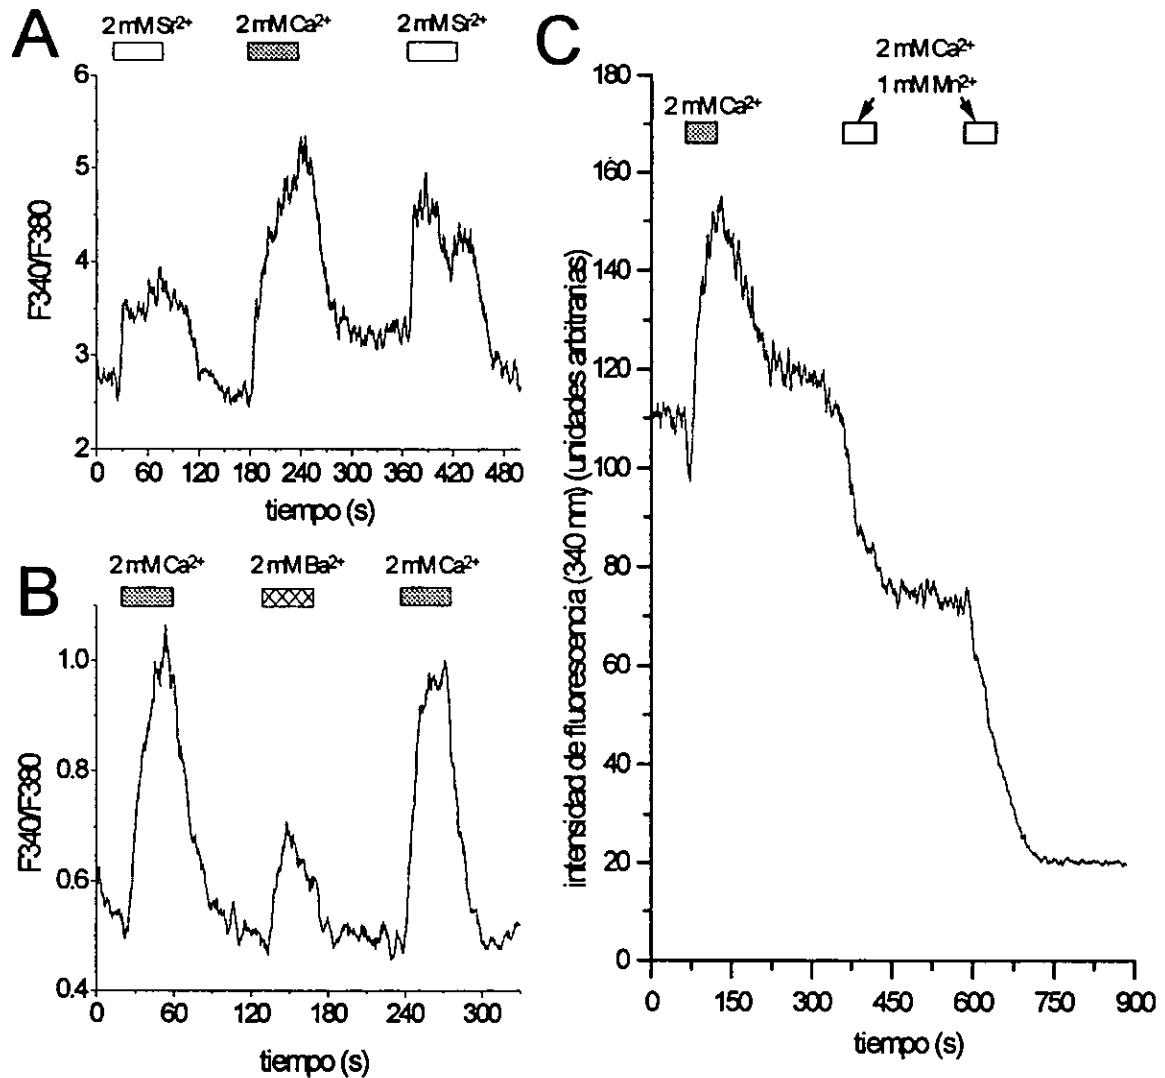 A
2 mM Sr²⁺ 2 mM Ca²⁺ 2 mM Sr²⁺
6
5
4
3
2
F340/F380
0 60 120 180 240 300 360 420 480
tiempo (s)
B
2 mM Ca²⁺ 2 mM Ba²⁺ 2 mM Ca²⁺
1.0
0.8
0.6
0.4
F340/F380
0 60 120 180 240 300
tiempo (s)
C
2 mM Ca²⁺
1 mM Mn²⁺
2 mM Ca²⁺
180
160
140
120
100
80
60
40
20
0
intensidad de fluorescencia (340 nm) (unidades arbitrarias)
0 150 300 450 600 750 900
tiempo (s)